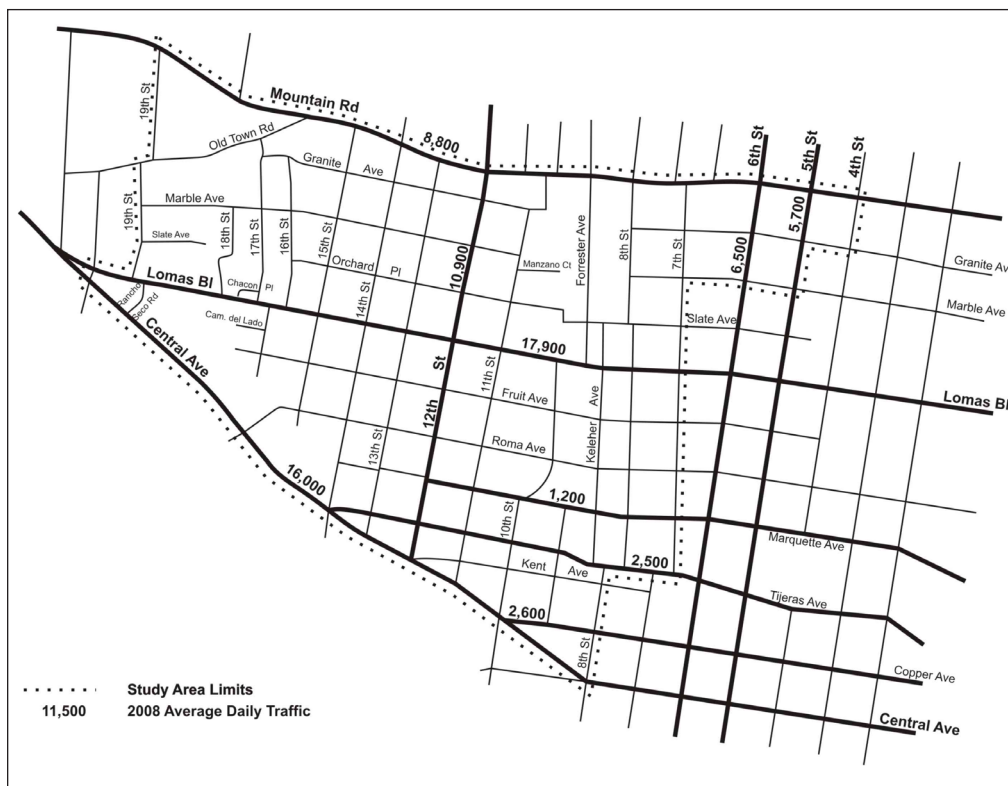 Mountain Rd
8,800
19th St
Old Town Rd
Granite Ave
6th St
5th St
4th St
5,700
6,500
19th St
Marble Ave
Slate Ave
18th St
17th St
16th St
15th St
Orchard Pl
14th St
10,900
Manzano Ct
Forrester Ave
8th St
7th St
Granite Av
Marble Ave
Lomas Bl
Chacon Pl
Rancho
Seco Rd
Cam. del Lado
Slate Ave
17,900
Central Ave
12th St
11th St
Fruit Ave
Keleher Ave
Lomas Bl
13th St
Roma Ave
16,000
1,200
10th St
Marquette Ave
Kent Ave
2,500
Tijeras Ave
2,600
8th St
Copper Ave
Central Ave
Study Area Limits
11,500 2008 Average Daily Traffic